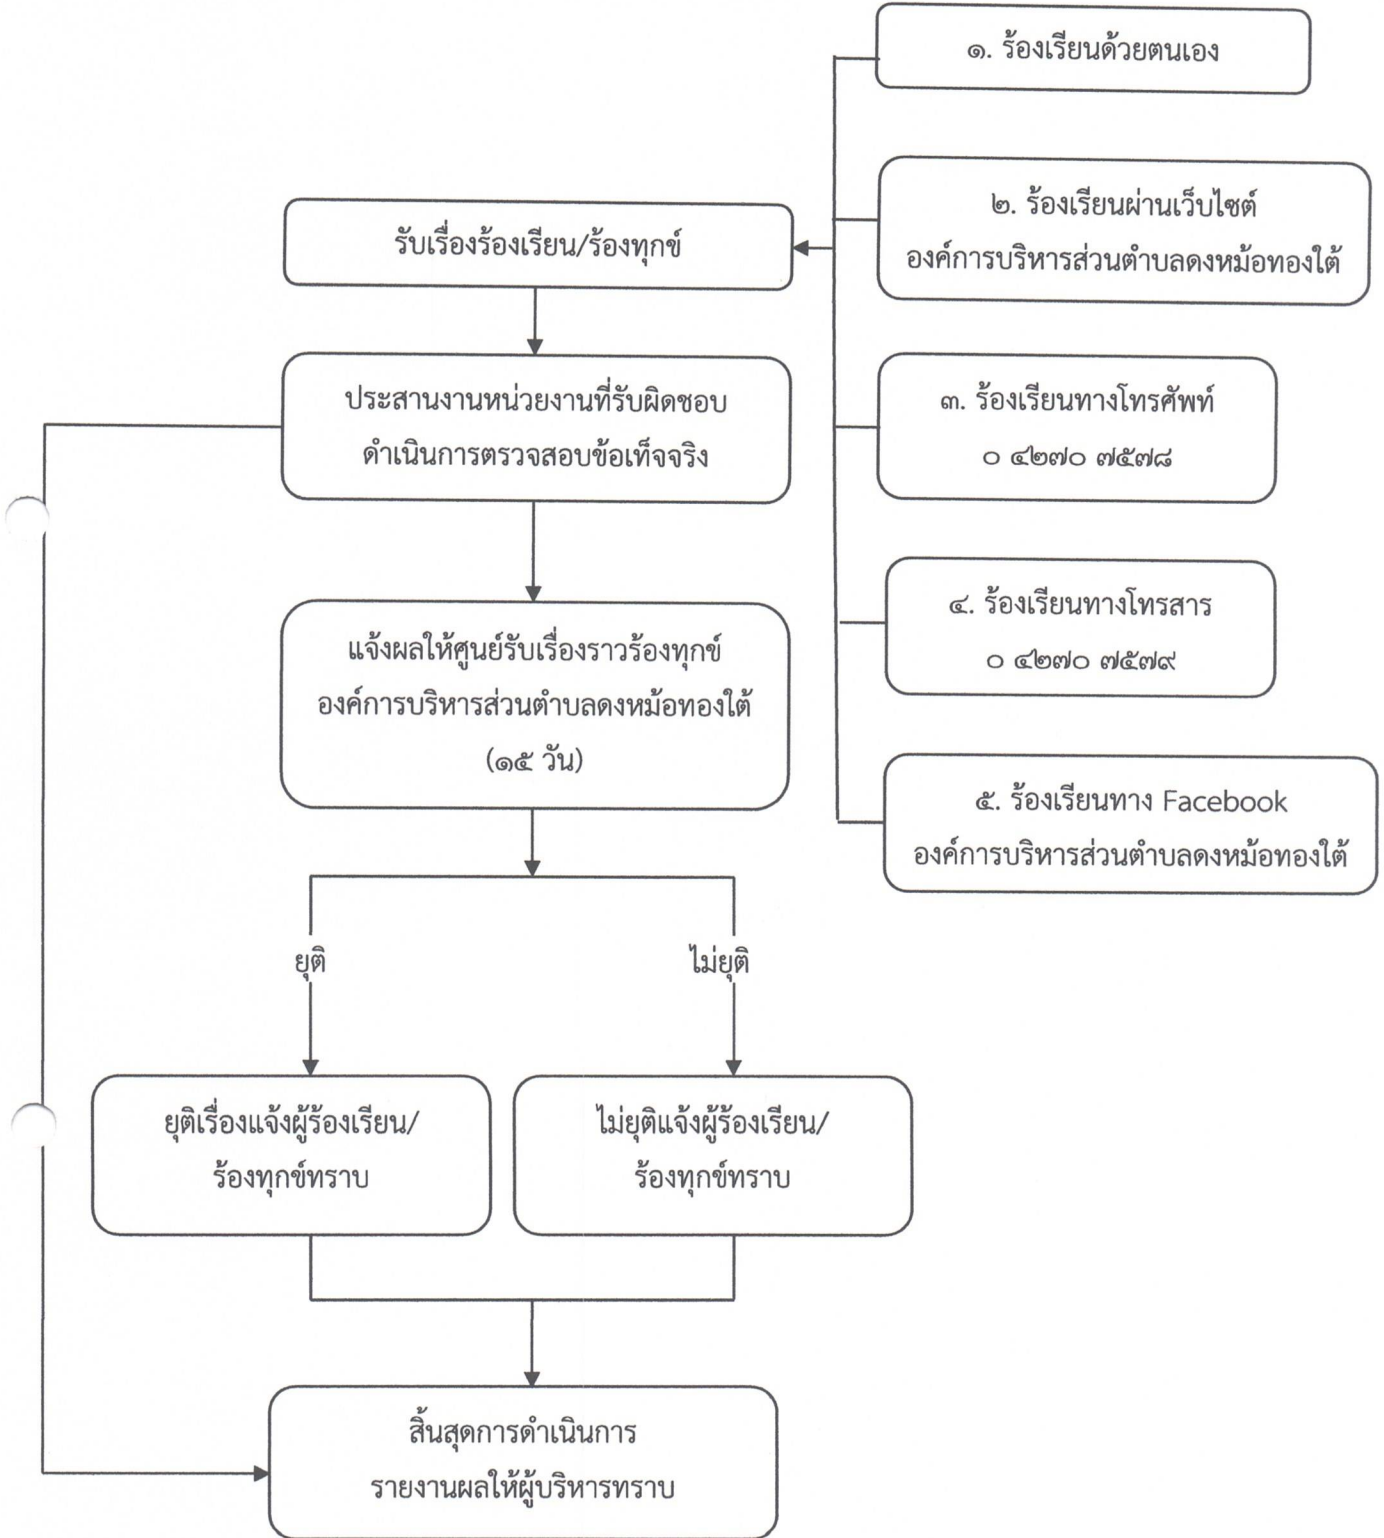 ๑. ร้องเรียนด้วยตนเอง
๒. ร้องเรียนผ่านเว็บไซต์
องค์การบริหารส่วนตำบลดงหม้อทองใต้
รับเรื่องร้องเรียน/ร้องทุกข์
ประสานงานหน่วยงานที่รับผิดชอบ
ดำเนินการตรวจสอบข้อเท็จจริง
๓. ร้องเรียนทางโทรศัพท์
๐ ๔๒๗๐ ๗๕๗๘
๔. ร้องเรียนทางโทรสาร
๐ ๔๒๗๐ ๗๕๗๙
แจ้งผลให้ศูนย์รับเรื่องราวร้องทุกข์
องค์การบริหารส่วนตำบลดงหม้อทองใต้
(๑๕ วัน)
๕. ร้องเรียนทาง Facebook
องค์การบริหารส่วนตำบลดงหม้อทองใต้
ยุติ
ไม่ยุติ
ยุติเรื่องแจ้งผู้ร้องเรียน/
ร้องทุกข์ทราบ
ไม่ยุติแจ้งผู้ร้องเรียน/
ร้องทุกข์ทราบ
สิ้นสุดการดำเนินการ
รายงานผลให้ผู้บริหารทราบ